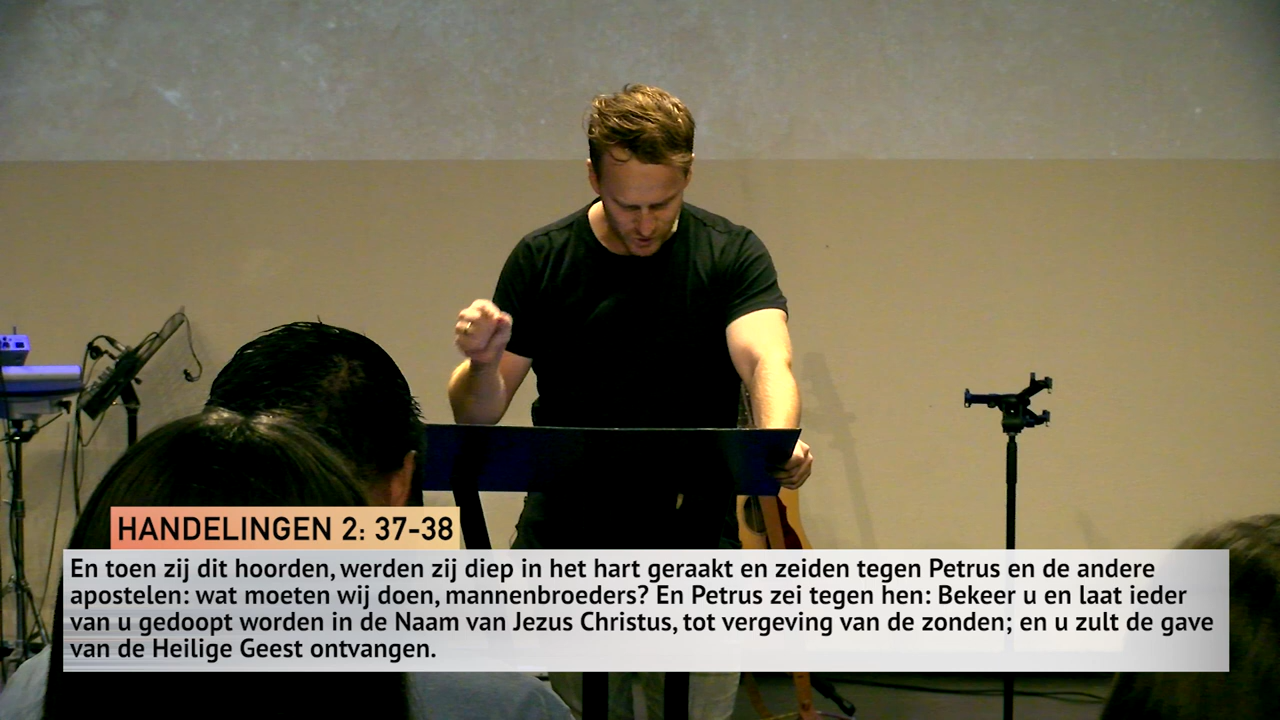 HANDELINGEN 2: 37-38
En toen zij dit hoorden, werden zij diep in het hart geraakt en zeiden tegen Petrus en de andere
apostelen: wat moeten wij doen, mannenbroeders? En Petrus zei tegen hen: Bekeer u en laat ieder
van u gedoopt worden in de Naam van Jezus Christus, tot vergeving van de zonden; en u zult de gave
van de Heilige Geest ontvangen.